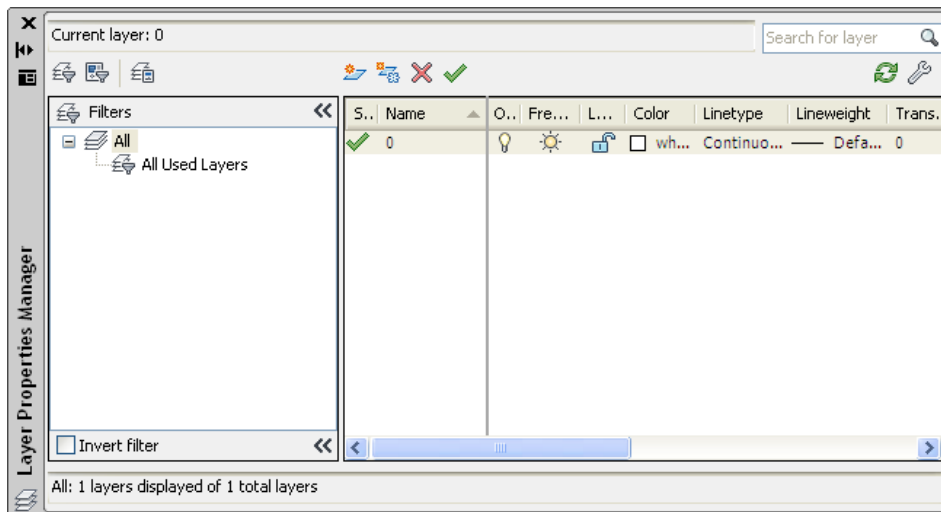 Current layer: 0
Search for layer
Filters
S.. Name O.. Fre... L... Color Linetype Lineweight Trans.
All
0 wh... Continuo... Defa... 0
All Used Layers
Layer Properties Manager
Invert filter
All: 1 layers displayed of 1 total layers